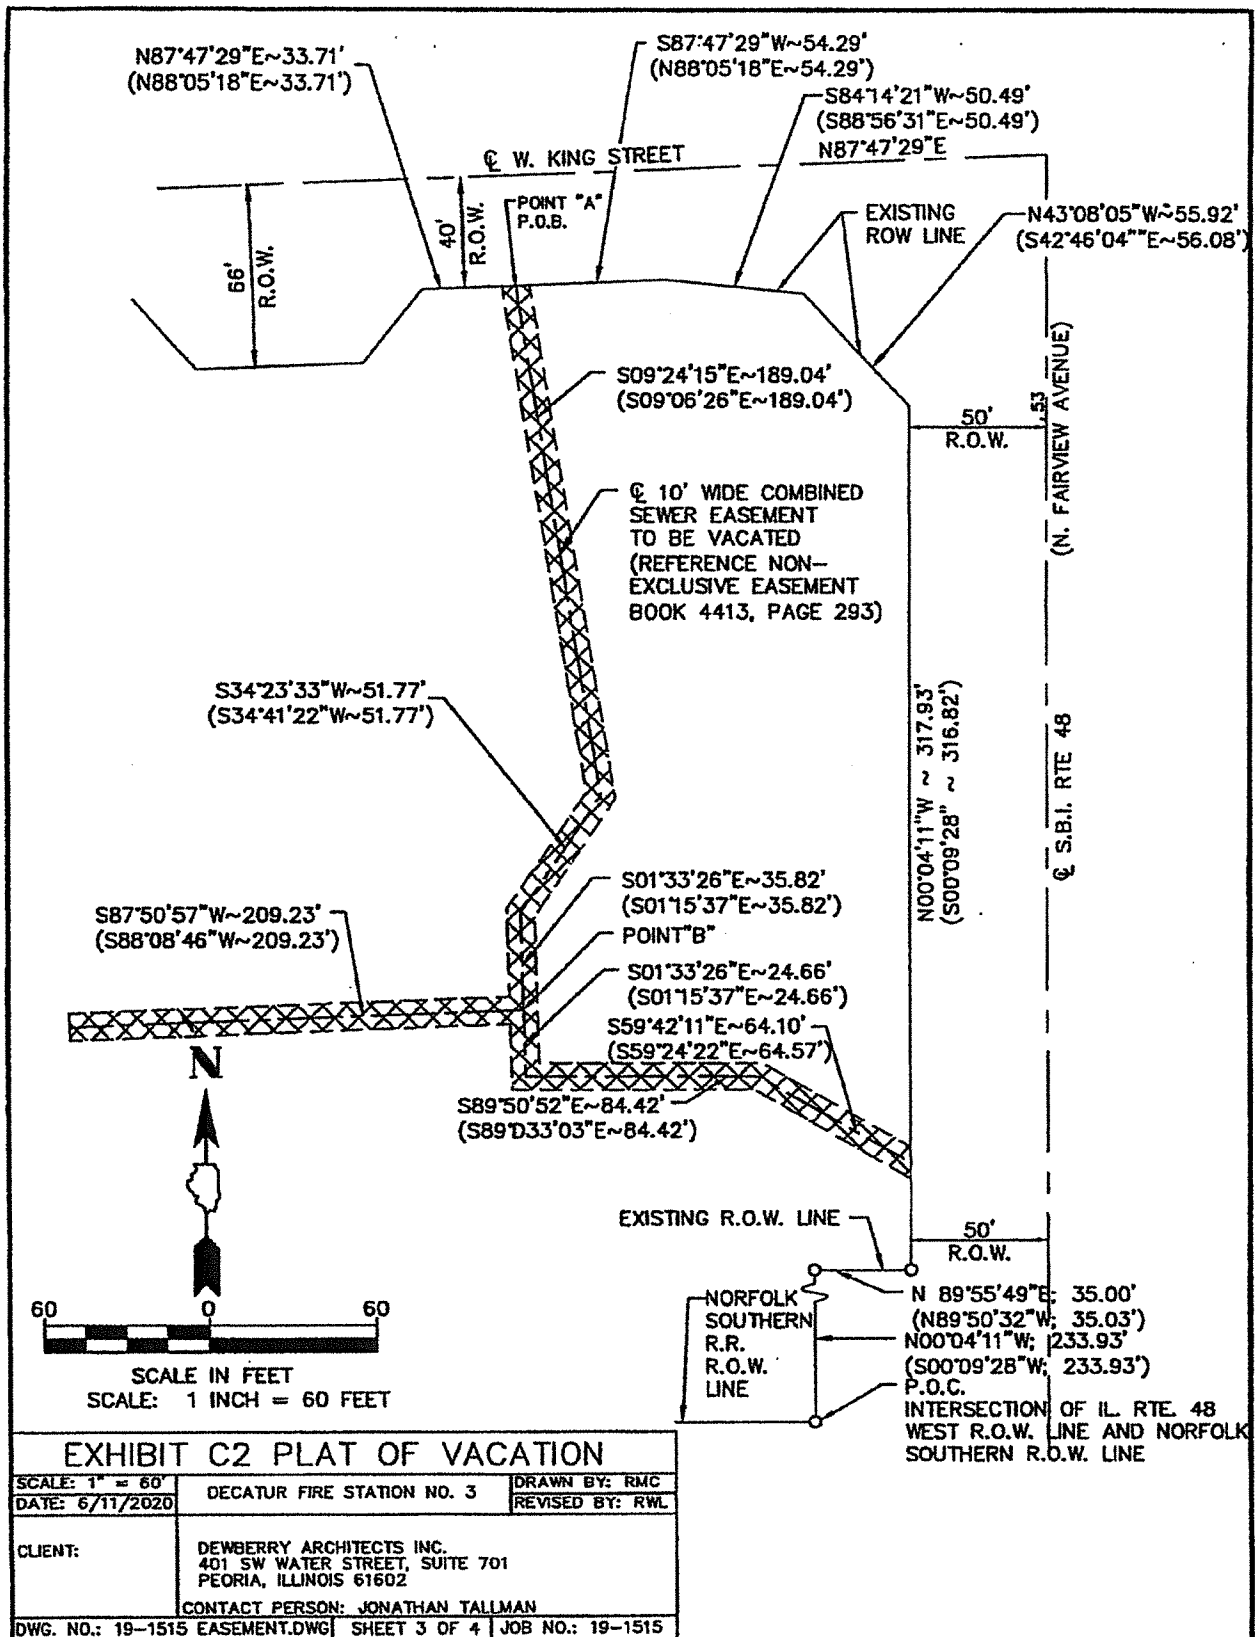 N87°47'29"E~33.71'
(N88°05'18"E~33.71')
S87°47'29"W~54.29'
(N88°05'18"E~54.29')
S84°14'21"W~50.49'
(S88°56'31"E~50.49')
N87°47'29"E
℄ W. KING STREET
POINT "A"
P.O.B.
40'
R.O.W.
66'
R.O.W.
EXISTING
ROW LINE
N43°08'05"W~55.92'
(S42°46'04""E~56.08')
S09°24'15"E~189.04'
(S09°06'26"E~189.04')
50'
R.O.W.
53
(N. FAIRVIEW AVENUE)
℄ 10' WIDE COMBINED
SEWER EASEMENT
TO BE VACATED
(REFERENCE NON-
EXCLUSIVE EASEMENT
BOOK 4413, PAGE 293)
S34°23'33"W~51.77'
(S34°41'22"W~51.77')
N00°04'11"W ~ 317.93'
(S00°09'28" ~ 316.82')
℄ S.B.I. RTE 48
S01°33'26"E~35.82'
(S01°15'37"E~35.82')
POINT"B"
S87°50'57"W~209.23'
(S88°08'46"W~209.23')
S01°33'26"E~24.66'
(S01°15'37"E~24.66')
S59°42'11"E~64.10'
(S59°24'22"E~64.57')
S89°50'52"E~84.42'
(S89°D33'03"E~84.42')
N
EXISTING R.O.W. LINE
50'
R.O.W.
60 0 60
SCALE IN FEET
SCALE: 1 INCH = 60 FEET
NORFOLK
SOUTHERN
R.R.
R.O.W.
LINE
N 89°55'49"E; 35.00'
(N89°50'32"W; 35.03')
N00°04'11"W; 233.93'
(S00°09'28"W; 233.93')
P.O.C.
INTERSECTION OF IL. RTE. 48
WEST R.O.W. LINE AND NORFOLK
SOUTHERN R.O.W. LINE
EXHIBIT C2 PLAT OF VACATION
SCALE: 1" = 60'
DATE: 6/11/2020
DECATUR FIRE STATION NO. 3
DRAWN BY: RMC
REVISED BY: RWL
CLIENT:
DEWBERRY ARCHITECTS INC.
401 SW WATER STREET, SUITE 701
PEORIA, ILLINOIS 61602
CONTACT PERSON: JONATHAN TALLMAN
DWG. NO.: 19-1515 EASEMENT.DWG SHEET 3 OF 4 JOB NO.: 19-1515